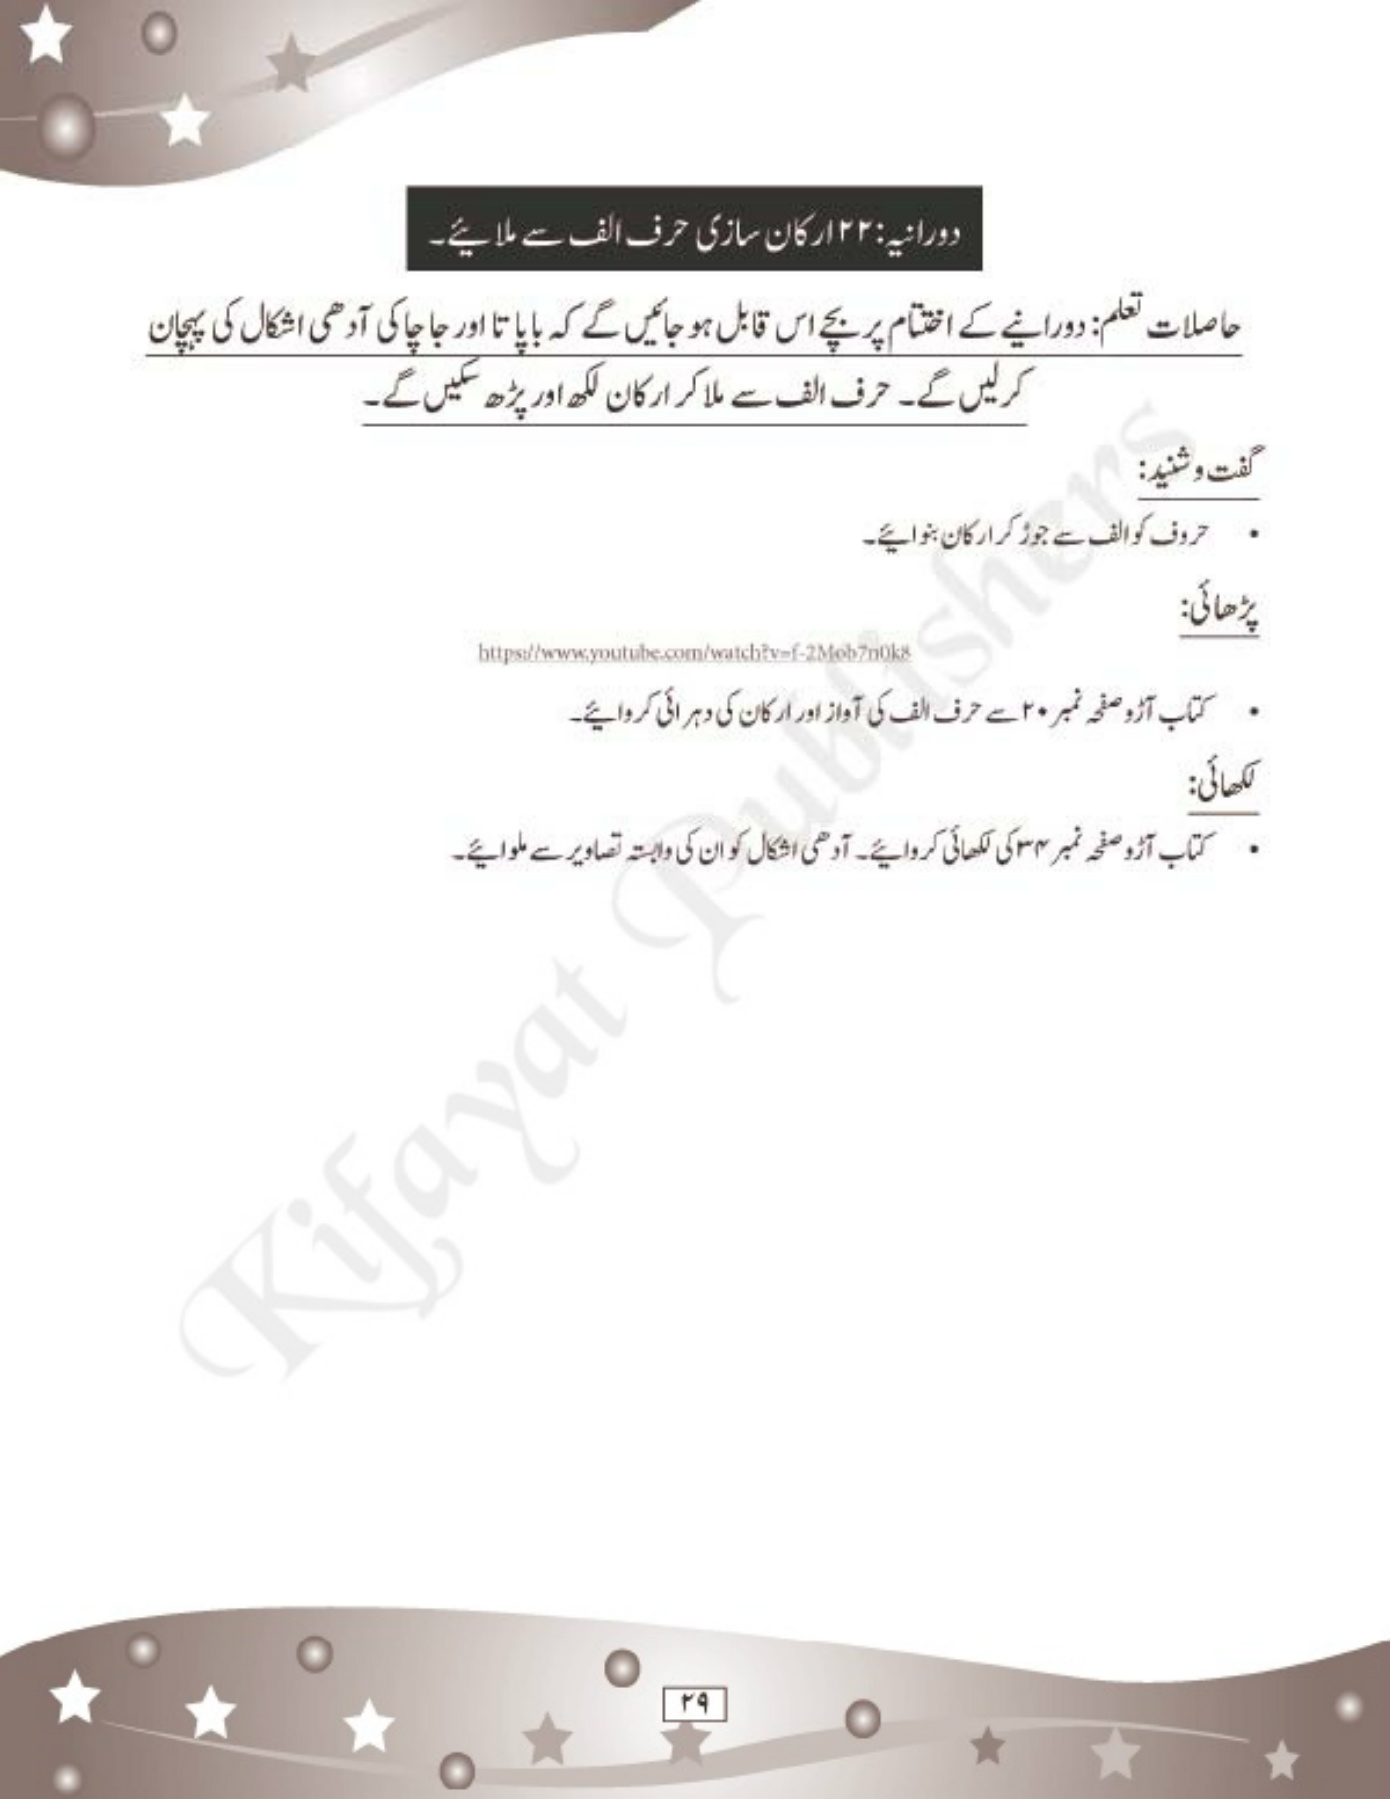 دورانیہ: ۲۲ ارکان سازی حرف الف سے ملایئے۔
حاصلات تعلم: دورانیے کے اختتام پر بچے اس قابل ہو جائیں گے کہ با پا تا اور جا چا کی آدھی اشکال کی پہچان
کرلیں گے۔ حرف الف سے ملا کر ارکان لکھ اور پڑھ سکیں گے۔
گفت و شنید:
• حروف کو الف سے جوڑ کر ارکان بنوایئے۔
پڑھائی:
https://www.youtube.com/watch?v=f-2Mob7n0k8
• کتاب آڑو صفحہ نمبر ۲۰ سے حرف الف کی آواز اور ارکان کی دہرائی کروایئے۔
لکھائی:
• کتاب آڑو صفحہ نمبر ۳۴ کی لکھائی کروایئے۔ آدھی اشکال کو ان کی وابستہ تصاویر سے ملوایئے۔
Kifayat Publishers
۲۹